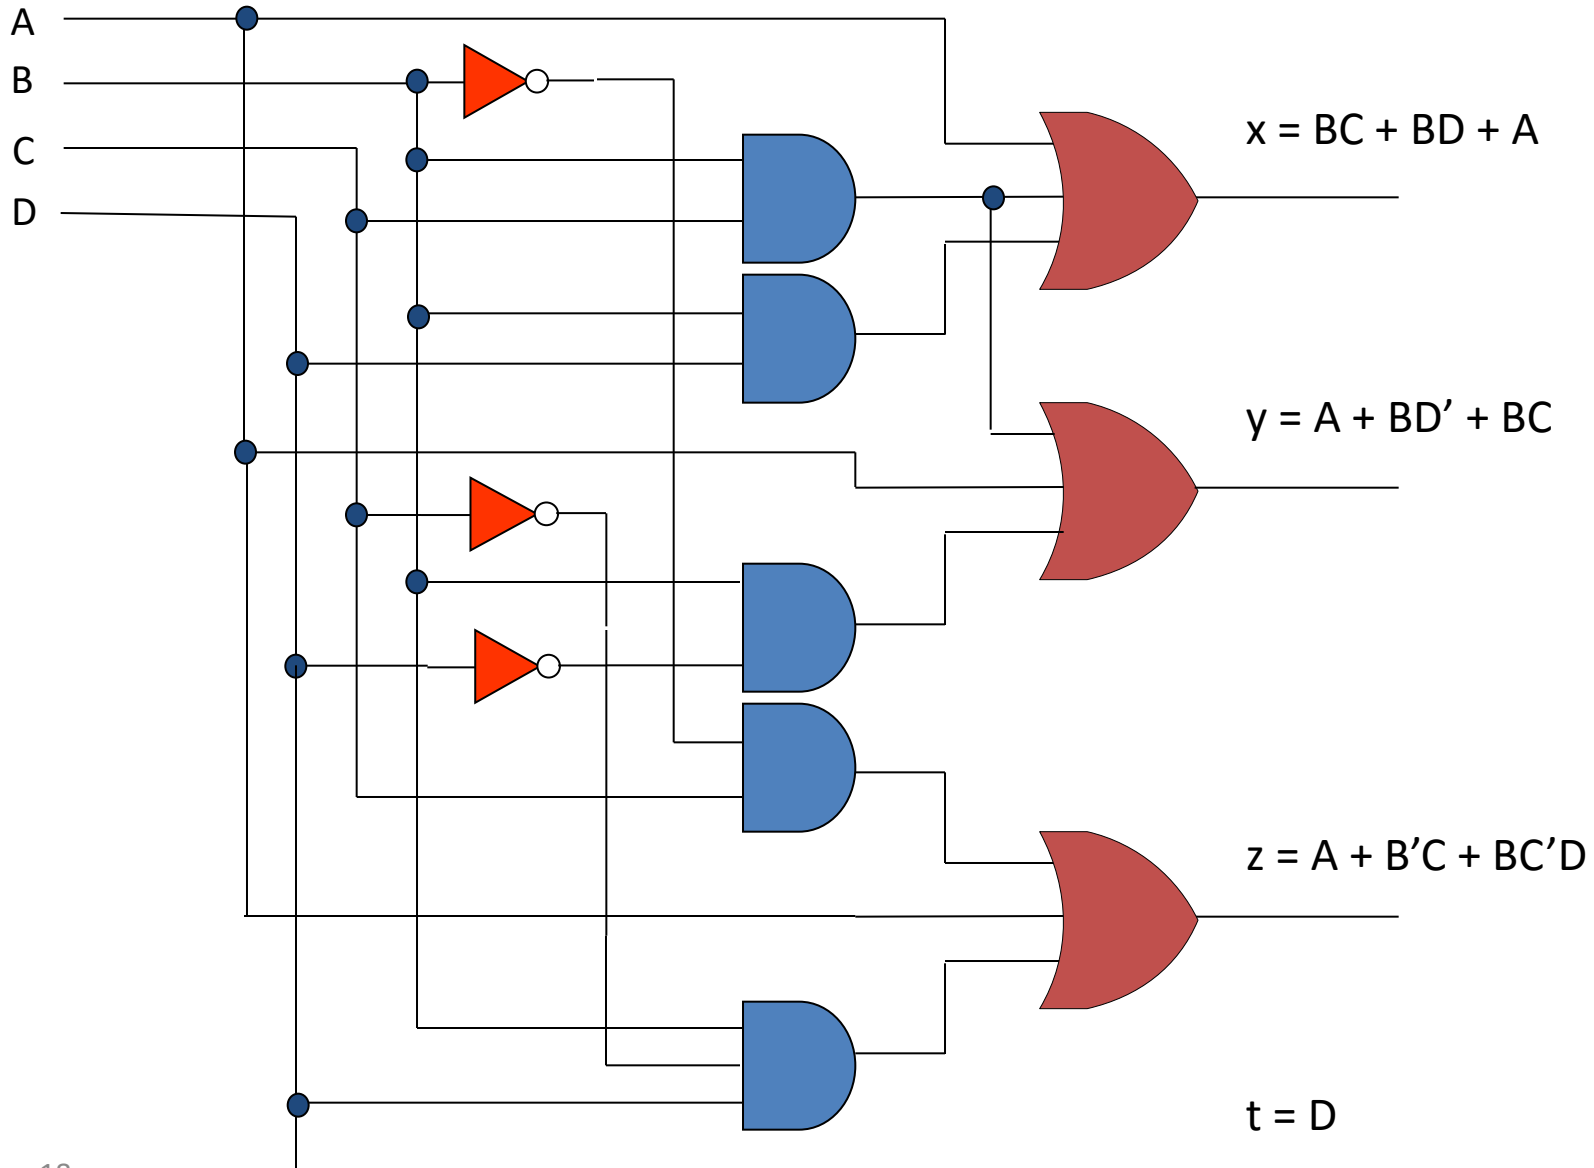 A
B
C
D
x = BC + BD + A
y = A + BD’ + BC
z = A + B’C + BC’D
t = D